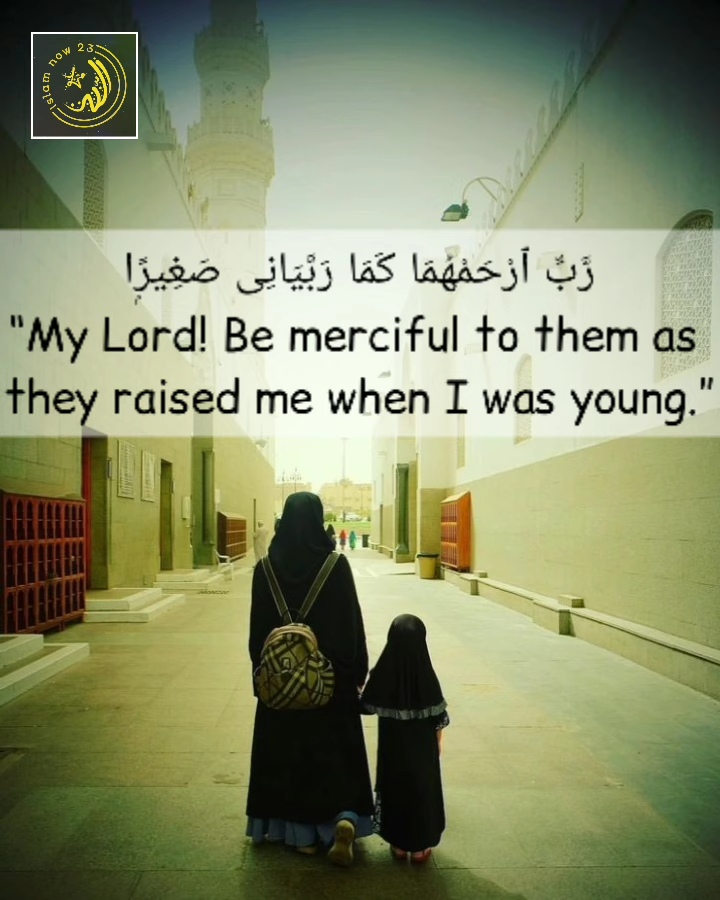 Islam now 23
الله
رَّبِّ ٱرْحَمْهُمَا كَمَا رَبَّيَانِى صَغِيرًۭا
"My Lord! Be merciful to them as
they raised me when I was young."